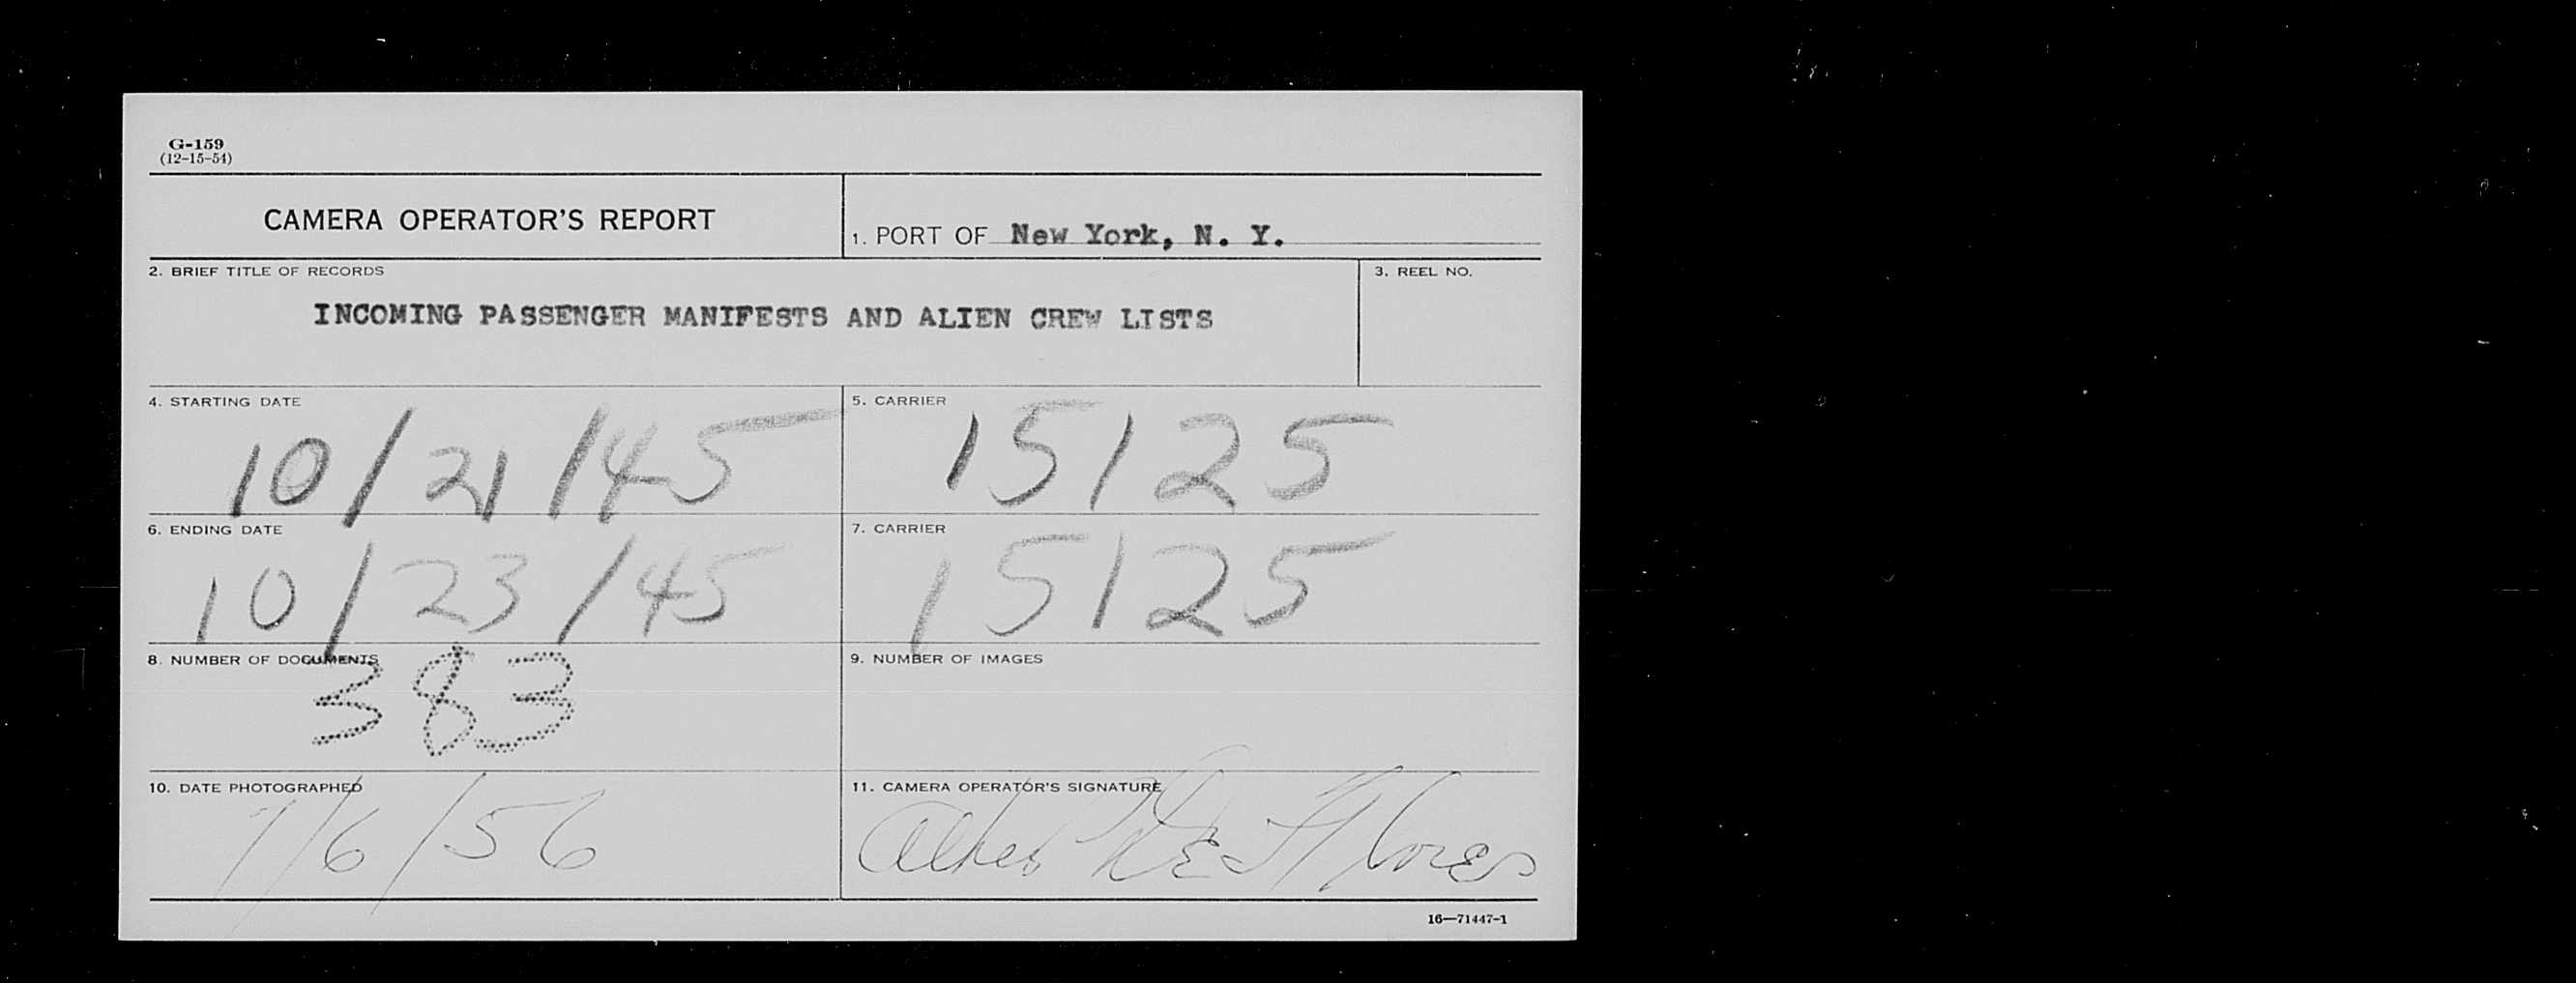 G-159
(12-15-54)
CAMERA OPERATOR'S REPORT
1. PORT OF New York, N. Y.
2. BRIEF TITLE OF RECORDS
3. REEL NO.
INCOMING PASSENGER MANIFESTS AND ALIEN CREW LISTS
4. STARTING DATE
10/21/45
5. CARRIER
15125
6. ENDING DATE
10/23/45
7. CARRIER
15125
8. NUMBER OF DOCUMENTS
383
9. NUMBER OF IMAGES
10. DATE PHOTOGRAPHED
7/6/56
11. CAMERA OPERATOR'S SIGNATURE
16—71447-1